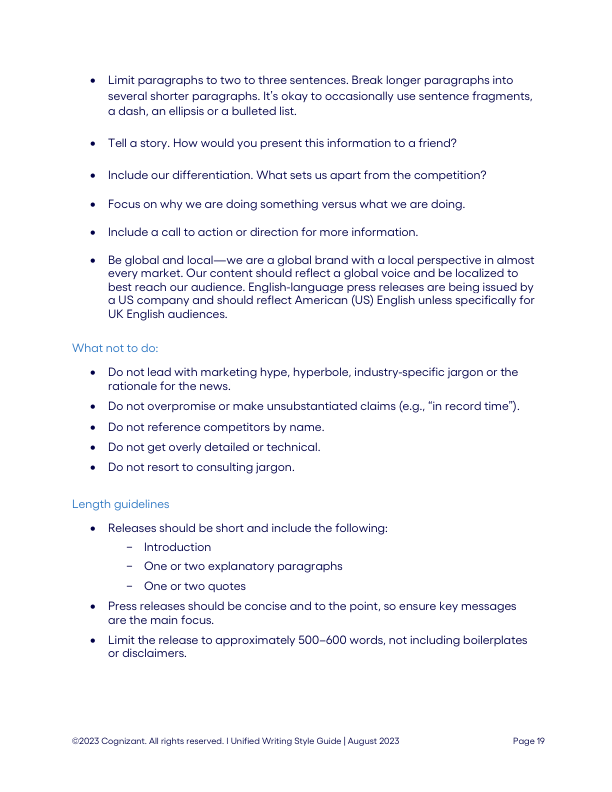 • Limit paragraphs to two to three sentences. Break longer paragraphs into
several shorter paragraphs. It's okay to occasionally use sentence fragments,
a dash, an ellipsis or a bulleted list.
• Tell a story. How would you present this information to a friend?
• Include our differentiation. What sets us apart from the competition?
• Focus on why we are doing something versus what we are doing.
• Include a call to action or direction for more information.
• Be global and local—we are a global brand with a local perspective in almost
every market. Our content should reflect a global voice and be localized to
best reach our audience. English-language press releases are being issued by
a US company and should reflect American (US) English unless specifically for
UK English audiences.
What not to do:
• Do not lead with marketing hype, hyperbole, industry-specific jargon or the
rationale for the news.
• Do not overpromise or make unsubstantiated claims (e.g., “in record time”).
• Do not reference competitors by name.
• Do not get overly detailed or technical.
• Do not resort to consulting jargon.
Length guidelines
• Releases should be short and include the following:
– Introduction
– One or two explanatory paragraphs
– One or two quotes
• Press releases should be concise and to the point, so ensure key messages
are the main focus.
• Limit the release to approximately 500–600 words, not including boilerplates
or disclaimers.
©2023 Cognizant. All rights reserved. I Unified Writing Style Guide | August 2023 Page 19